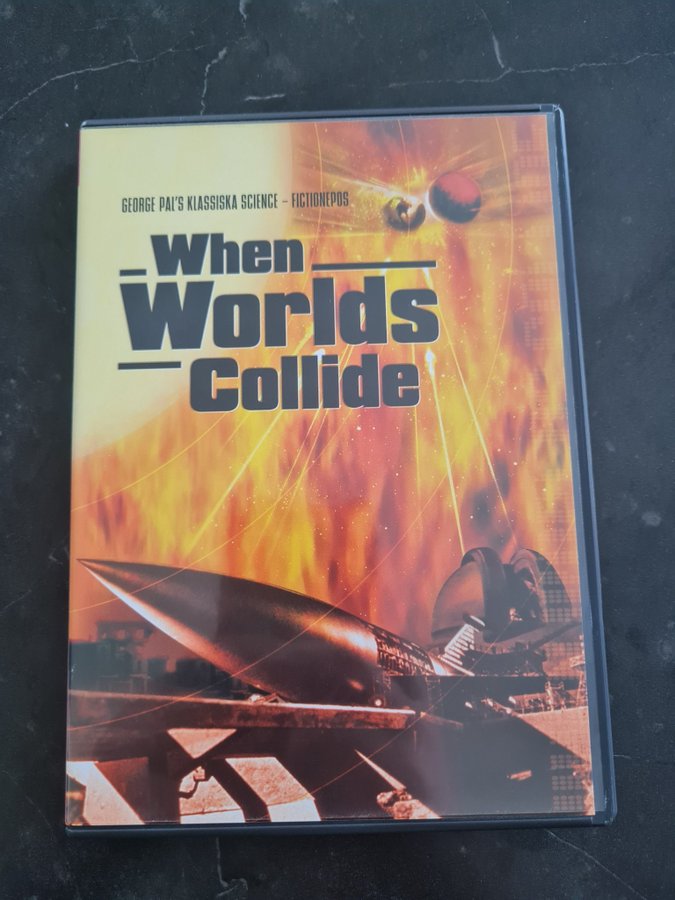 GEORGE PAL'S KLASSISKA SCIENCE - FICTIONEPOS
When
Worlds
Collide